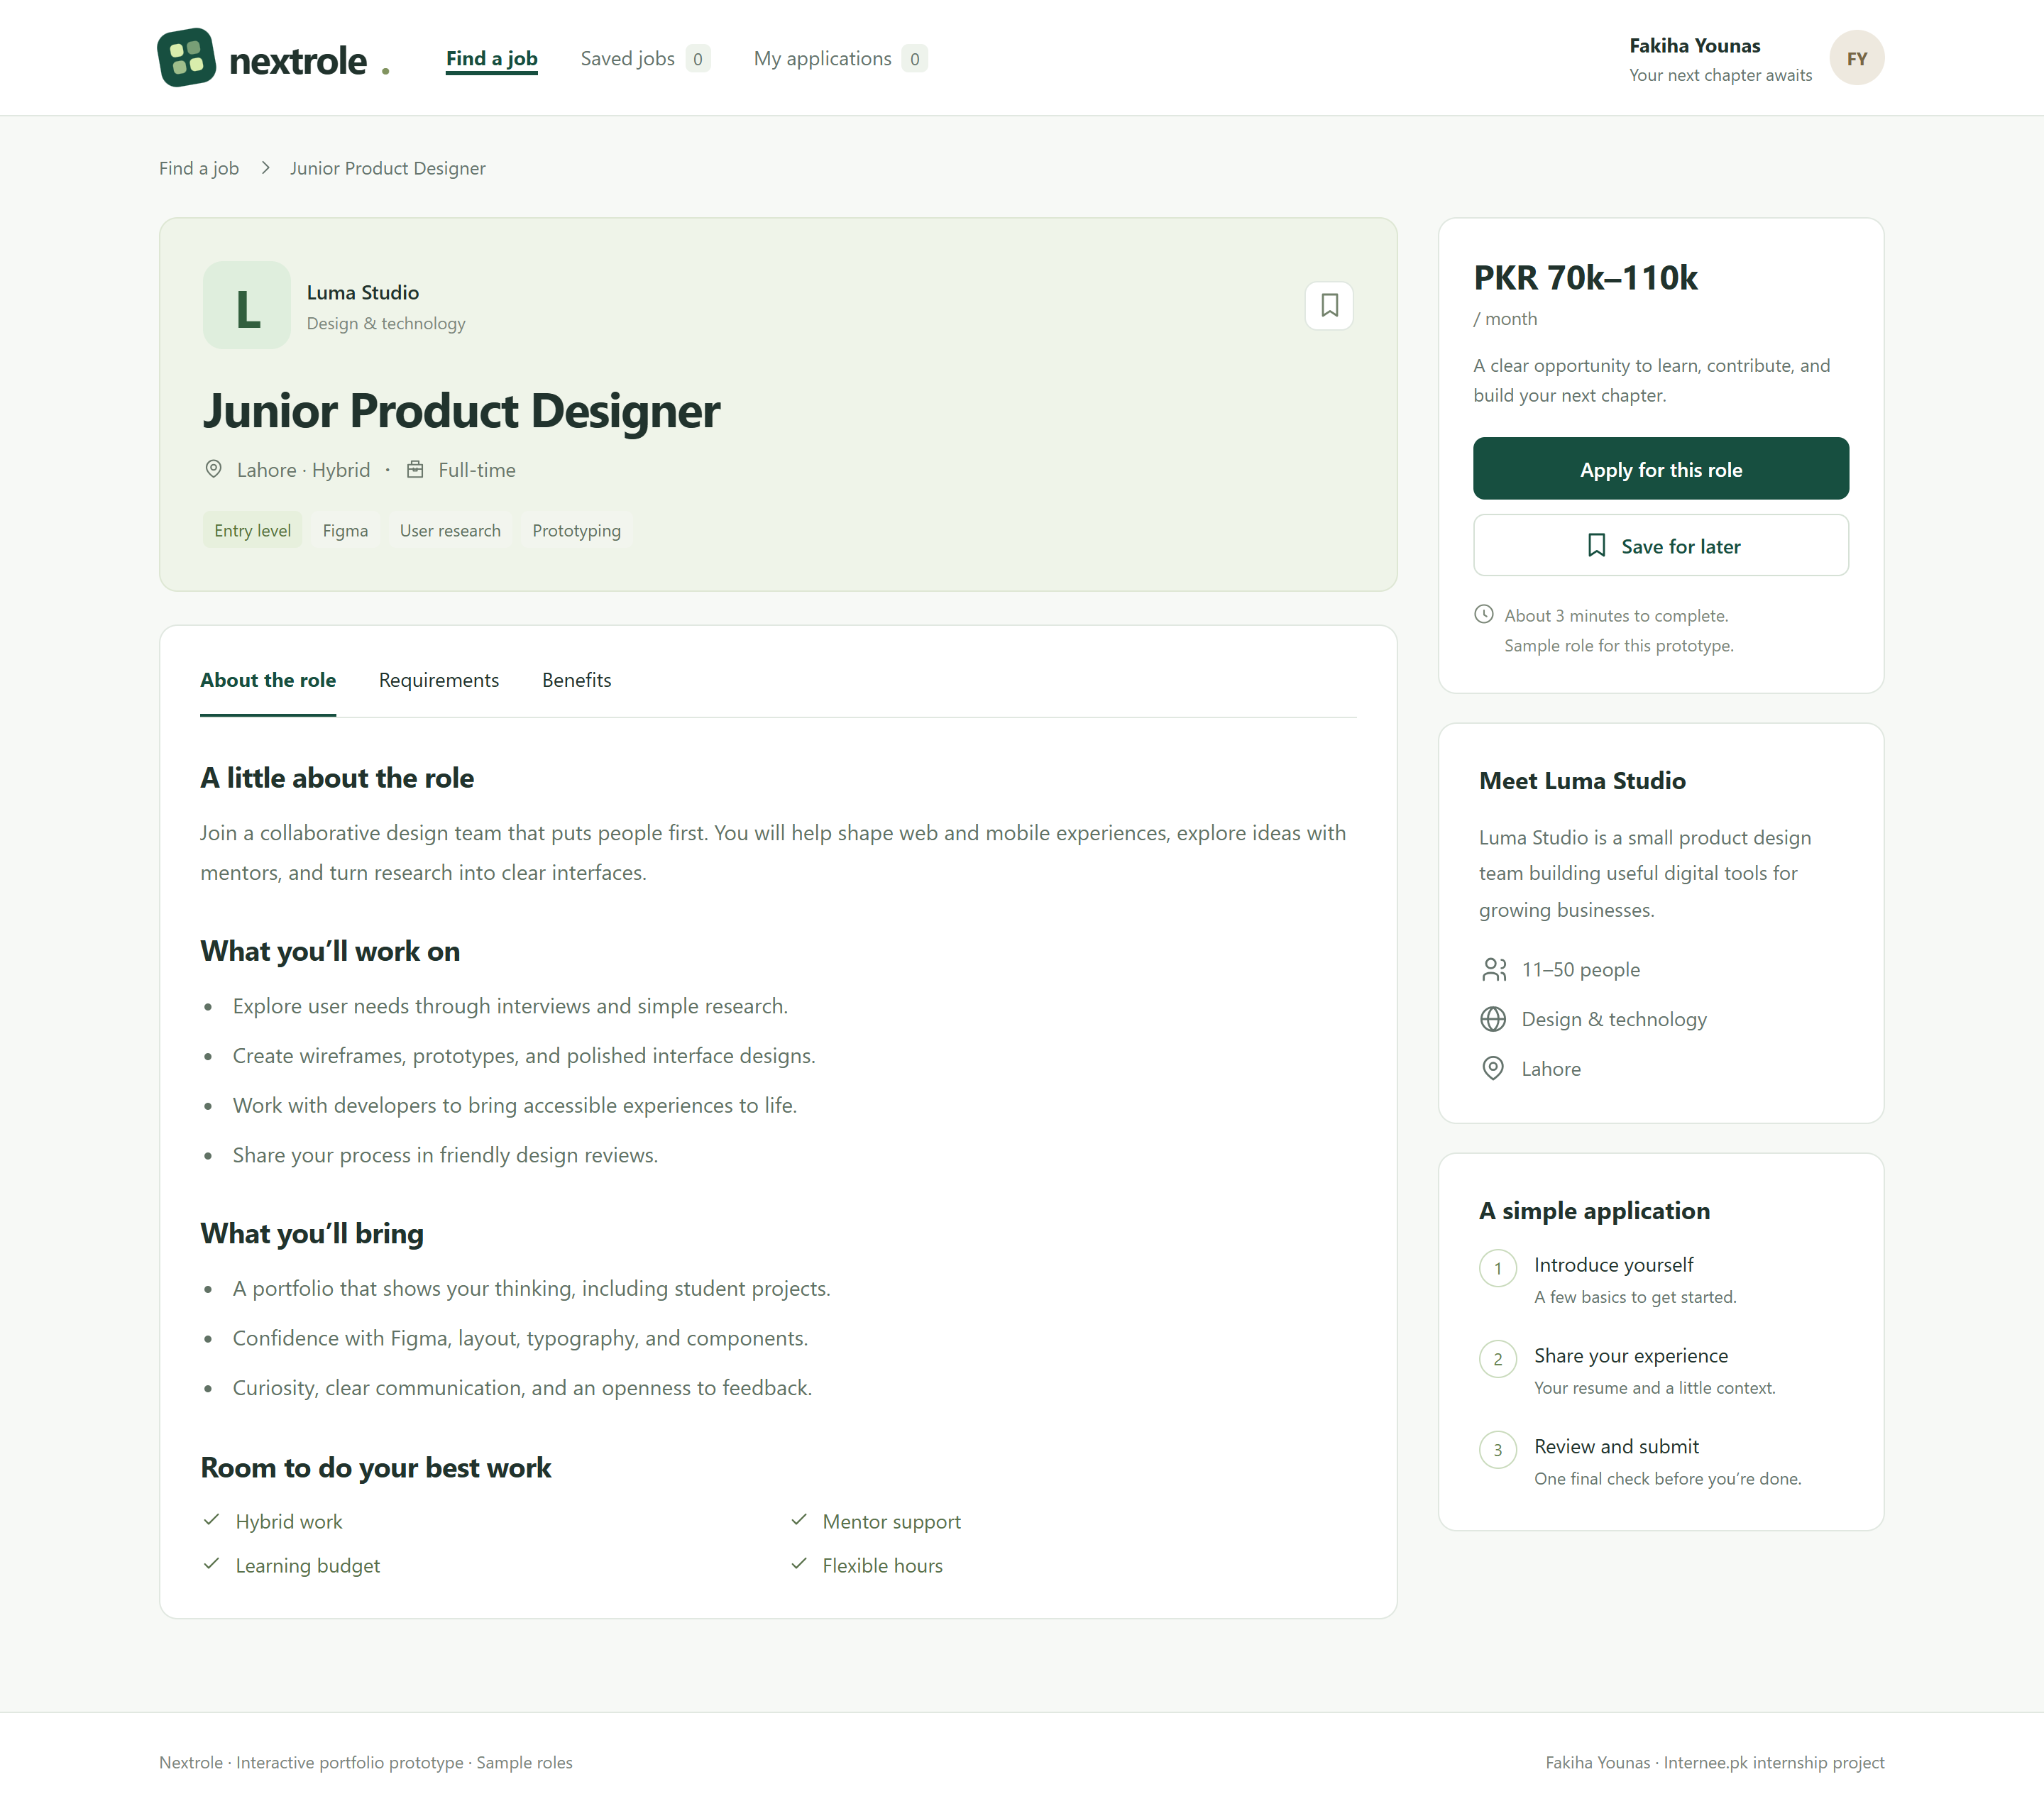 nextrole .
Find a job
Saved jobs 0
My applications 0
Fakiha Younas
Your next chapter awaits
FY
Find a job > Junior Product Designer
L
Luma Studio
Design & technology
Junior Product Designer
Lahore · Hybrid · Full-time
Entry level
Figma
User research
Prototyping
About the role
Requirements
Benefits
A little about the role
Join a collaborative design team that puts people first. You will help shape web and mobile experiences, explore ideas with
mentors, and turn research into clear interfaces.
What you’ll work on
• Explore user needs through interviews and simple research.
• Create wireframes, prototypes, and polished interface designs.
• Work with developers to bring accessible experiences to life.
• Share your process in friendly design reviews.
What you’ll bring
• A portfolio that shows your thinking, including student projects.
• Confidence with Figma, layout, typography, and components.
• Curiosity, clear communication, and an openness to feedback.
Room to do your best work
Hybrid work
Mentor support
Learning budget
Flexible hours
PKR 70k–110k
/ month
A clear opportunity to learn, contribute, and
build your next chapter.
Apply for this role
Save for later
About 3 minutes to complete.
Sample role for this prototype.
Meet Luma Studio
Luma Studio is a small product design
team building useful digital tools for
growing businesses.
11–50 people
Design & technology
Lahore
A simple application
1 Introduce yourself
A few basics to get started.
2 Share your experience
Your resume and a little context.
3 Review and submit
One final check before you’re done.
Nextrole · Interactive portfolio prototype · Sample roles
Fakiha Younas · Internee.pk internship project